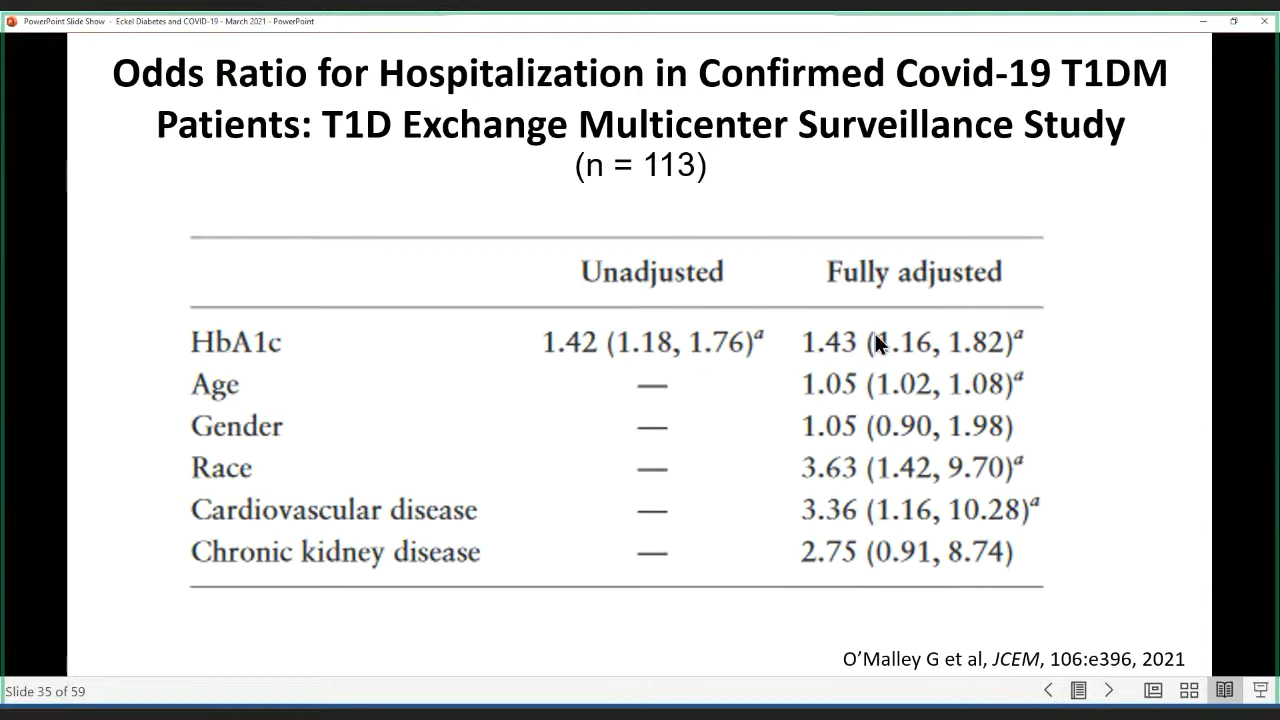 PowerPoint Slide Show - Eckel Diabetes and COVID-19 - March 2021 - PowerPoint
Odds Ratio for Hospitalization in Confirmed Covid-19 T1DM
Patients: T1D Exchange Multicenter Surveillance Study
(n = 113)
Unadjusted Fully adjusted
HbA1c 1.42 (1.18, 1.76)a 1.43 (1.16, 1.82)a
Age — 1.05 (1.02, 1.08)a
Gender — 1.05 (0.90, 1.98)
Race — 3.63 (1.42, 9.70)a
Cardiovascular disease — 3.36 (1.16, 10.28)a
Chronic kidney disease — 2.75 (0.91, 8.74)
O’Malley G et al, JCEM, 106:e396, 2021
Slide 35 of 59